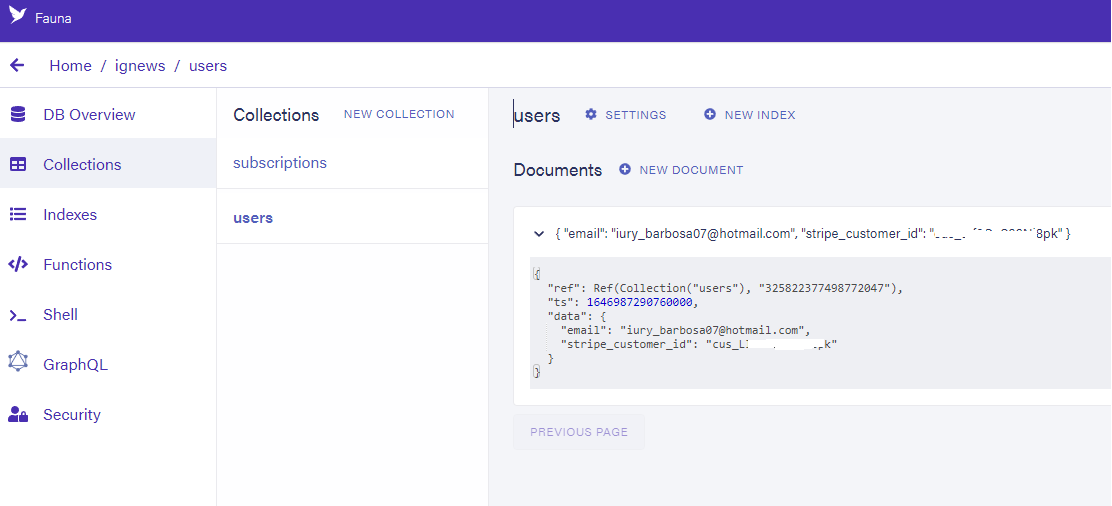 Fauna
Home / ignews / users
DB Overview
Collections
Indexes
Functions
Shell
GraphQL
Security
Collections NEW COLLECTION
subscriptions
users
users SETTINGS NEW INDEX
Documents NEW DOCUMENT
{ "email": "iury_barbosa07@hotmail.com", "stripe_customer_id": " 8pk" }
{
"ref": Ref(Collection("users"), "325822377498772047"),
"ts": 1646987290760000,
"data": {
"email": "iury_barbosa07@hotmail.com",
"stripe_customer_id": "cus_L
}
}
PREVIOUS PAGE